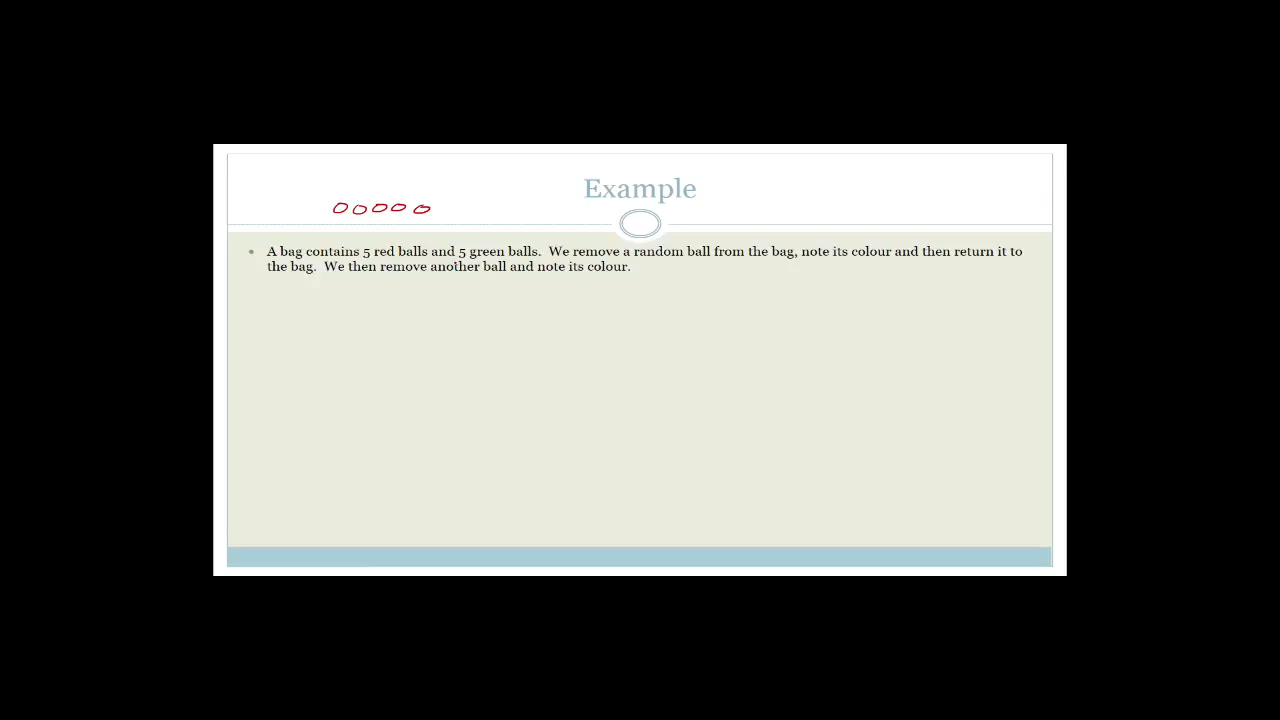 Example
• A bag contains 5 red balls and 5 green balls.  We remove a random ball from the bag, note its colour and then return it to
the bag.  We then remove another ball and note its colour.